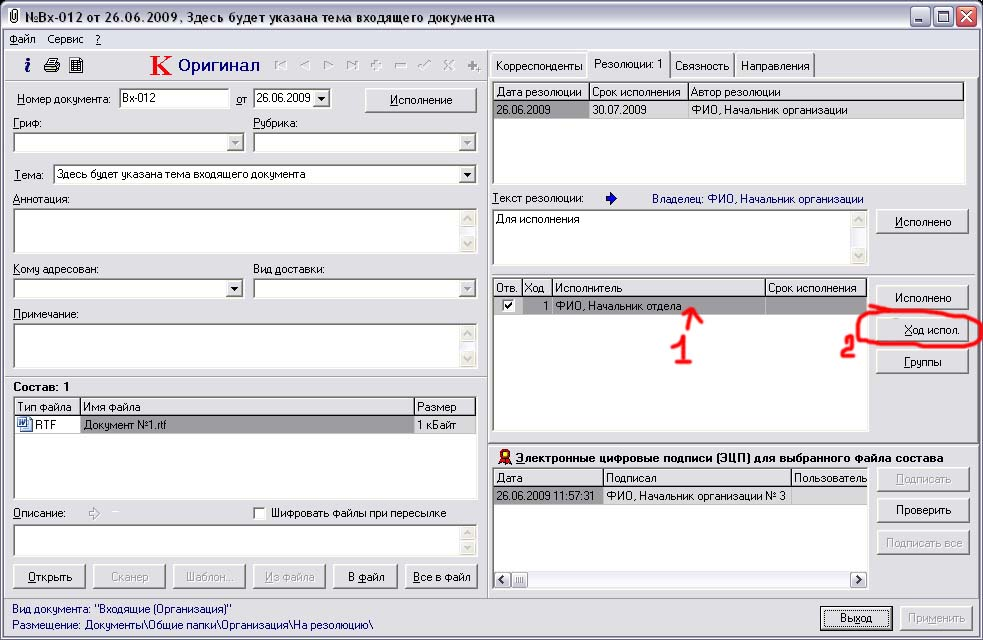 №Вх-012 от 26.06.2009, Здесь будет указана тема входящего документа
Файл Сервис ?
К Оригинал
Номер документа: Вх-012 от 26.06.2009 Исполнение
Гриф: Рубрика:
Тема: Здесь будет указана тема входящего документа
Аннотация:
Кому адресован: Вид доставки:
Примечание:
Состав: 1
Тип файла Имя файла Размер
RTF Документ №1.rtf 1 кБайт
Описание: Шифровать файлы при пересылке
Открыть Сканер Шаблон... Из файла В файл Все в файл
Корреспонденты Резолюции: 1 Связность Направления
Дата резолюции Срок исполнения Автор резолюции
26.06.2009 30.07.2009 ФИО, Начальник организации
Текст резолюции: Владелец: ФИО, Начальник организации
Для исполнения
Исполнено
Отв. Ход Исполнитель Срок исполнения
1 ФИО, Начальник отдела
Исполнено
1
2 Ход испол.
Группы
Электронные цифровые подписи (ЭЦП) для выбранного файла состава
Дата Подписал Пользователь
26.06.2009 11:57:31 ФИО, Начальник организации № 3
Подписать
Проверить
Подписать все
Вид документа: "Входящие (Организация)"
Размещение: Документы\Общие папки\Организация\На резолюцию\
Выход Применить